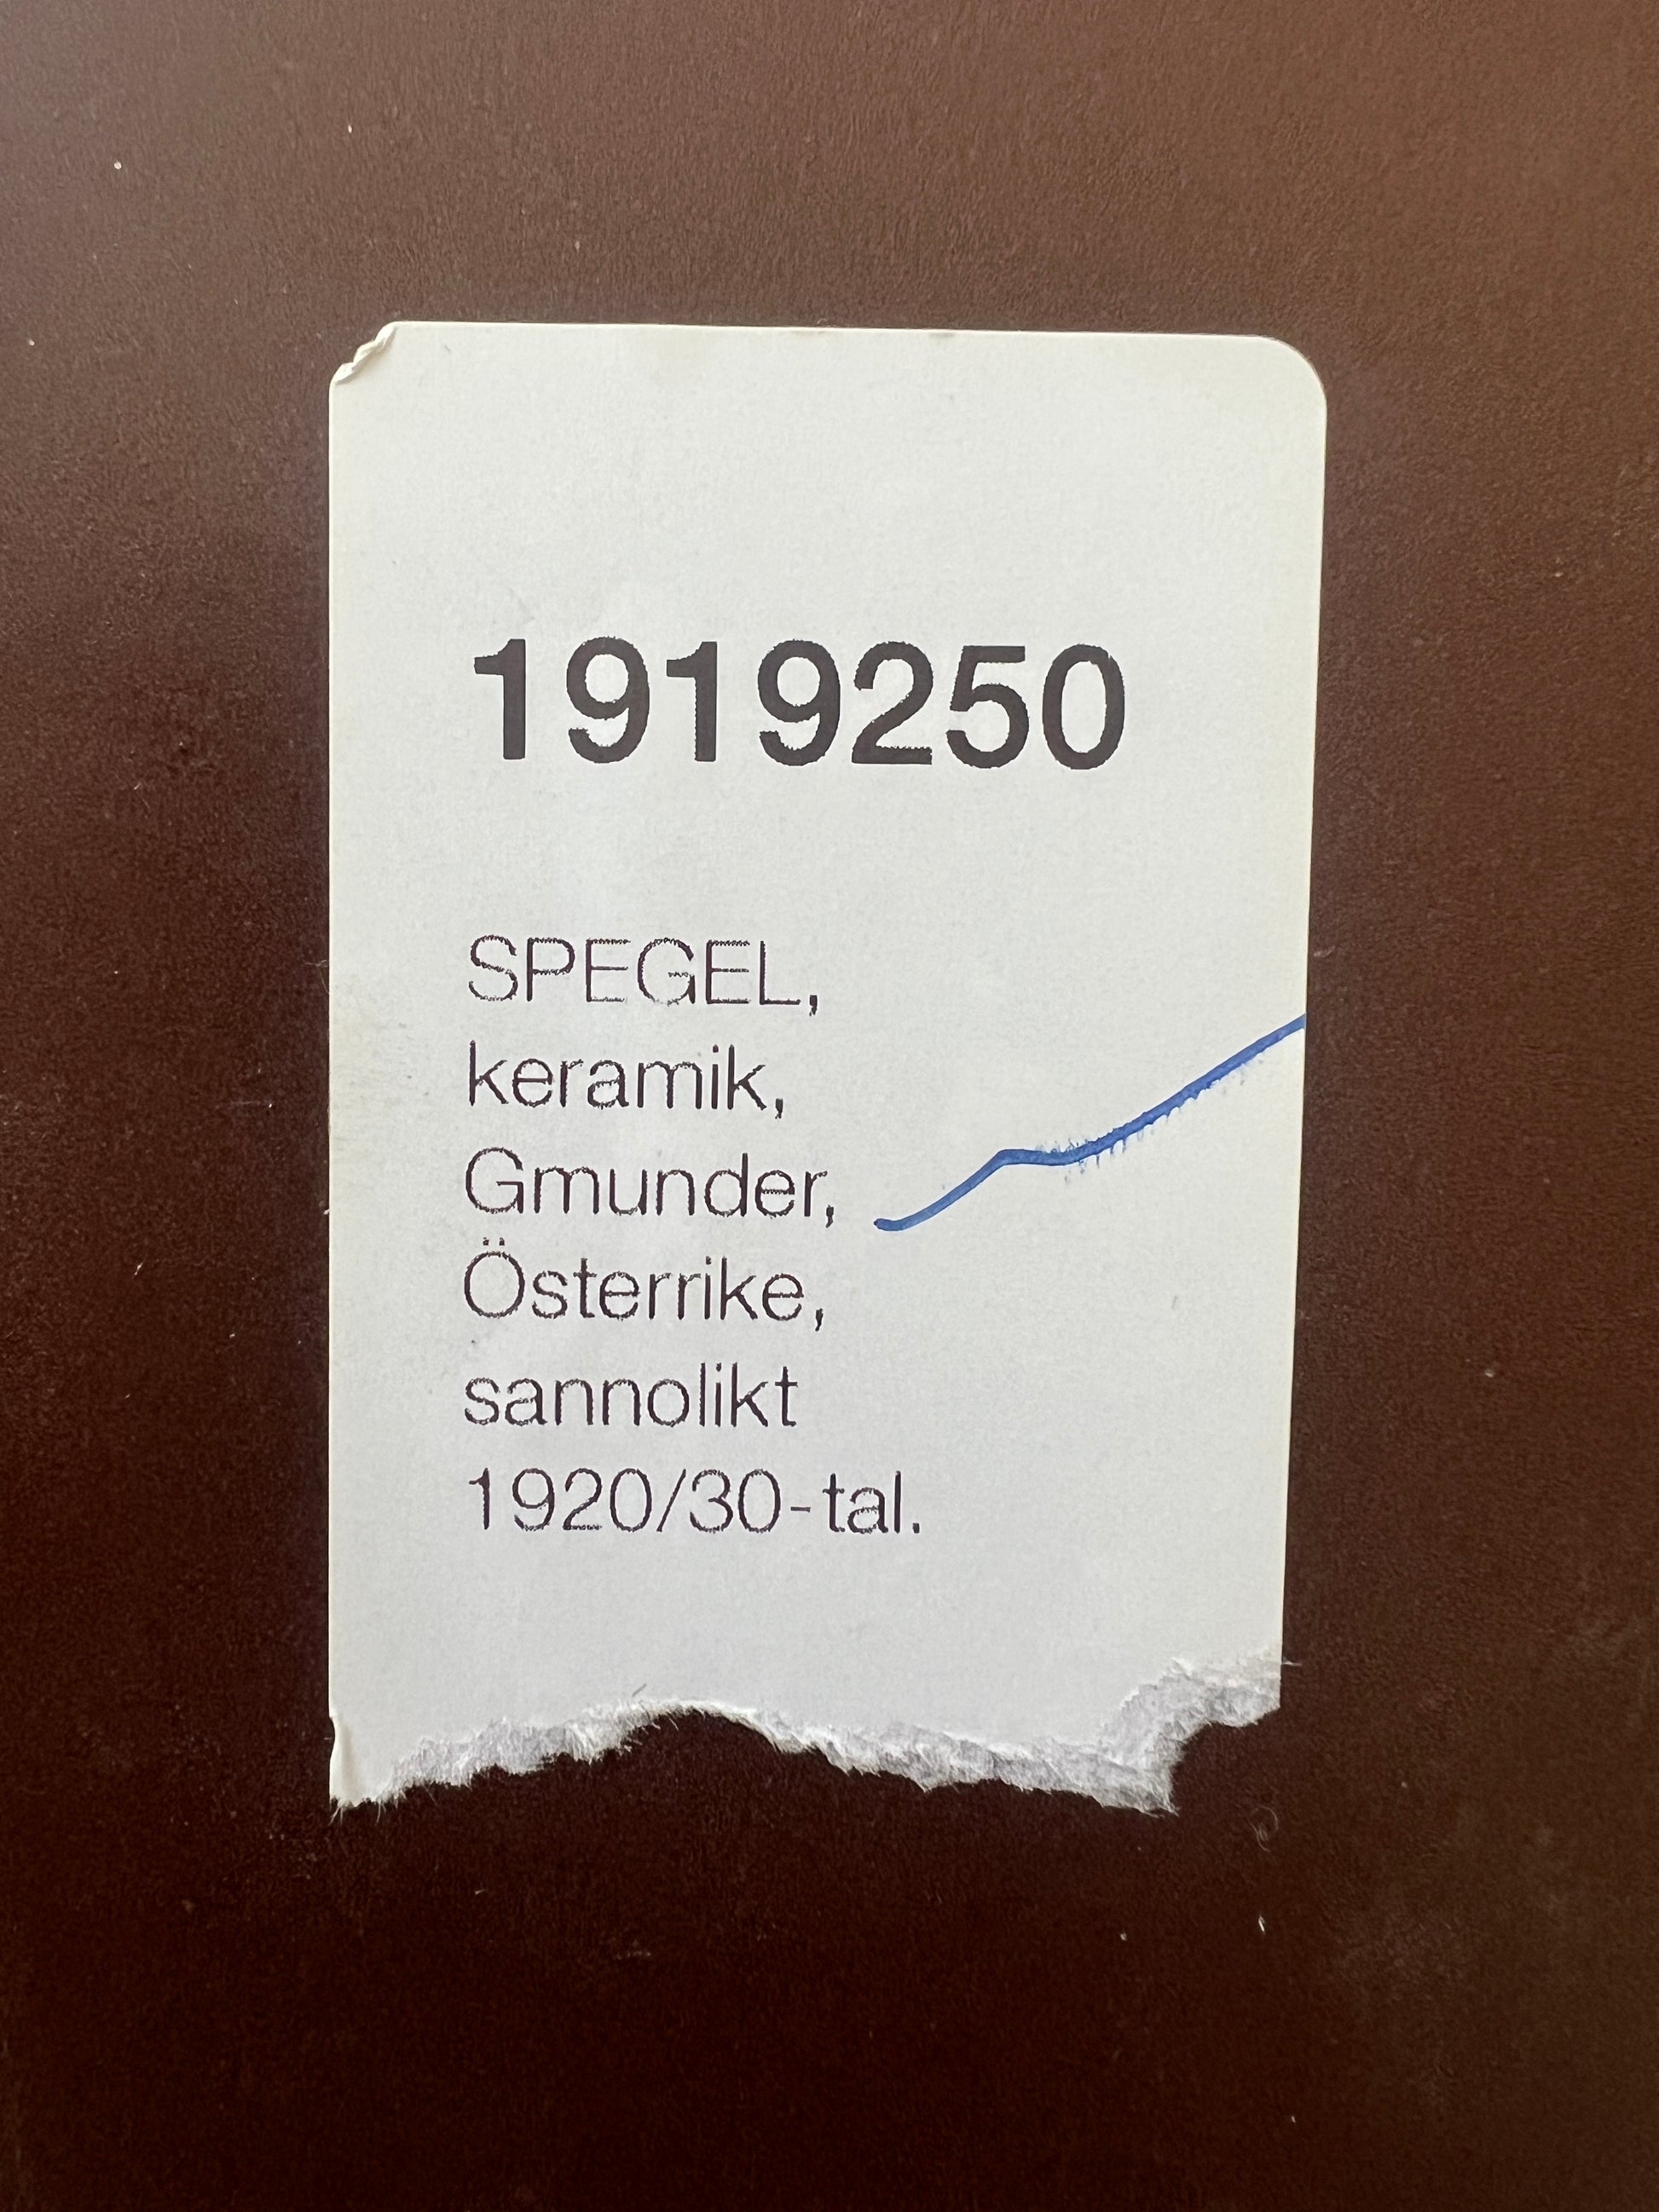 1919250
SPEGEL,
keramik,
Gmunder,
Österrike,
sannolikt
1920/30-tal.